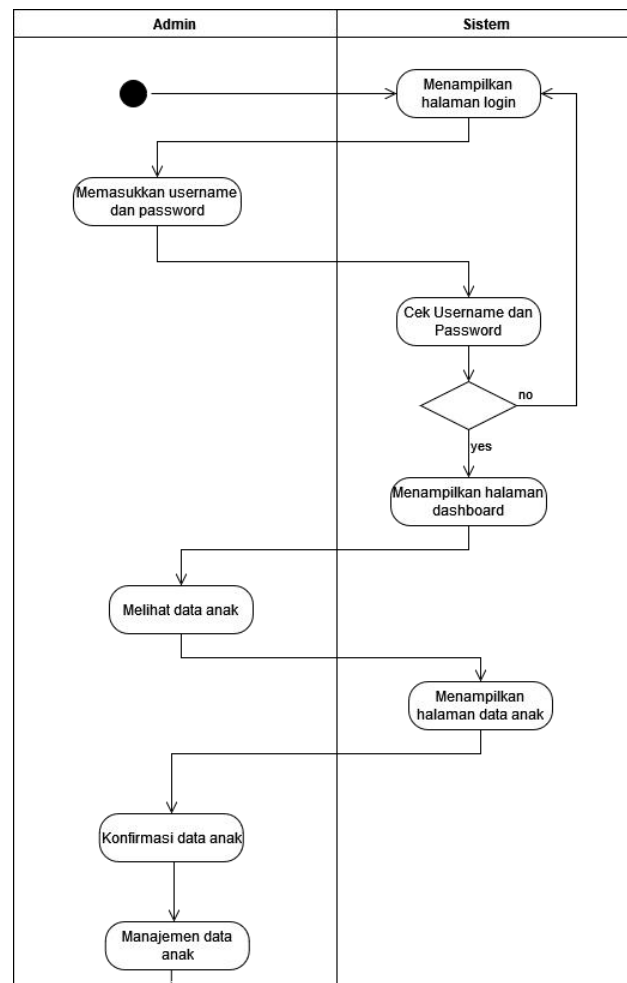 Admin
Sistem
Menampilkan
halaman login
Memasukkan username
dan password
Cek Username dan
Password
no
yes
Menampilkan halaman
dashboard
Melihat data anak
Menampilkan
halaman data anak
Konfirmasi data anak
Manajemen data
anak